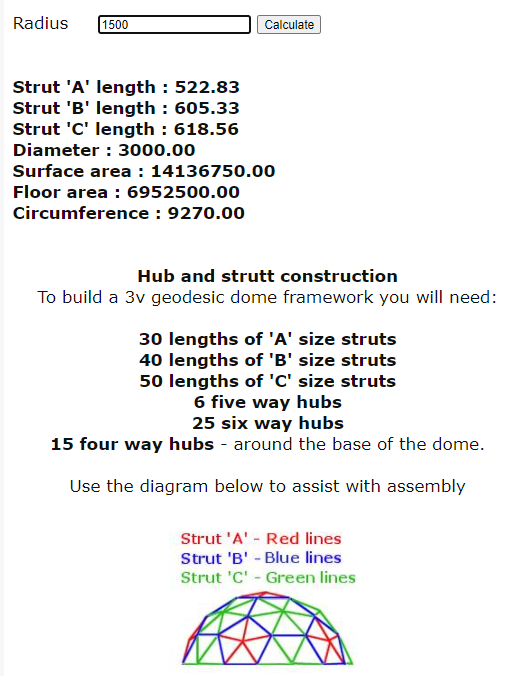 Radius 1500 Calculate
Strut 'A' length : 522.83
Strut 'B' length : 605.33
Strut 'C' length : 618.56
Diameter : 3000.00
Surface area : 14136750.00
Floor area : 6952500.00
Circumference : 9270.00
Hub and strutt construction
To build a 3v geodesic dome framework you will need:
30 lengths of 'A' size struts
40 lengths of 'B' size struts
50 lengths of 'C' size struts
6 five way hubs
25 six way hubs
15 four way hubs - around the base of the dome.
Use the diagram below to assist with assembly
Strut 'A' - Red lines
Strut 'B' - Blue lines
Strut 'C' - Green lines